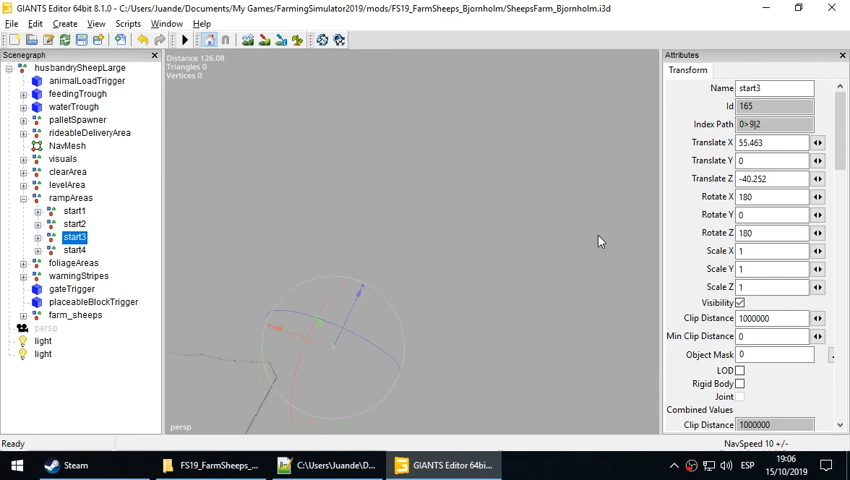 GIANTS Editor 64bit 8.1.0 - C:/Users/Juande/Documents/My Games/FarmingSimulator2019/mods/FS19_FarmSheeps_Bjornholm/SheepsFarm_Bjornholm.i3d
File Edit Create View Scripts Window Help
Scenegraph
husbandrySheepLarge
animalLoadTrigger
feedingTrough
waterTrough
palletSpawner
rideableDeliveryArea
NavMesh
visuals
clearArea
levelArea
rampAreas
start1
start2
start3
start4
foliageAreas
warningStripes
gateTrigger
placeableBlockTrigger
farm_sheeps
persp
light
light
Distance 126.08
Triangles 0
Vertices 0
persp
Attributes
Transform
Name start3
Id 165
Index Path 0>9|2
Translate X 55.463
Translate Y 0
Translate Z -40.252
Rotate X 180
Rotate Y 0
Rotate Z 180
Scale X 1
Scale Y 1
Scale Z 1
Visibility
Clip Distance 1000000
Min Clip Distance 0
Object Mask 0
LOD
Rigid Body
Joint
Combined Values
Clip Distance 1000000
Ready
NavSpeed 10 +/-
Steam
FS19_FarmSheeps_...
C:\Users\Juande\D...
GIANTS Editor 64bi...
ESP
19:06
15/10/2019